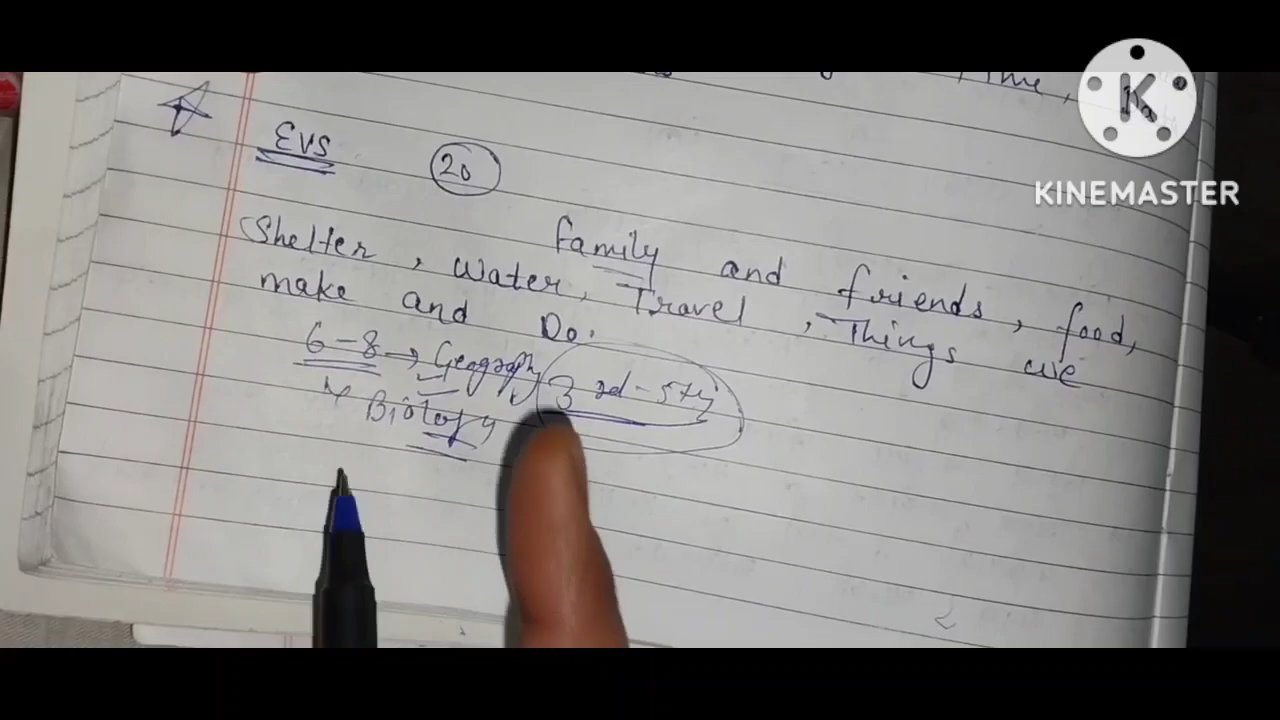 Time,
KINEMASTER
EVS 20
Family and friends, food,
Shelter, Water, Travel, Things we
make and Do.
6-8 → Geography, 3rd-5th
Biology